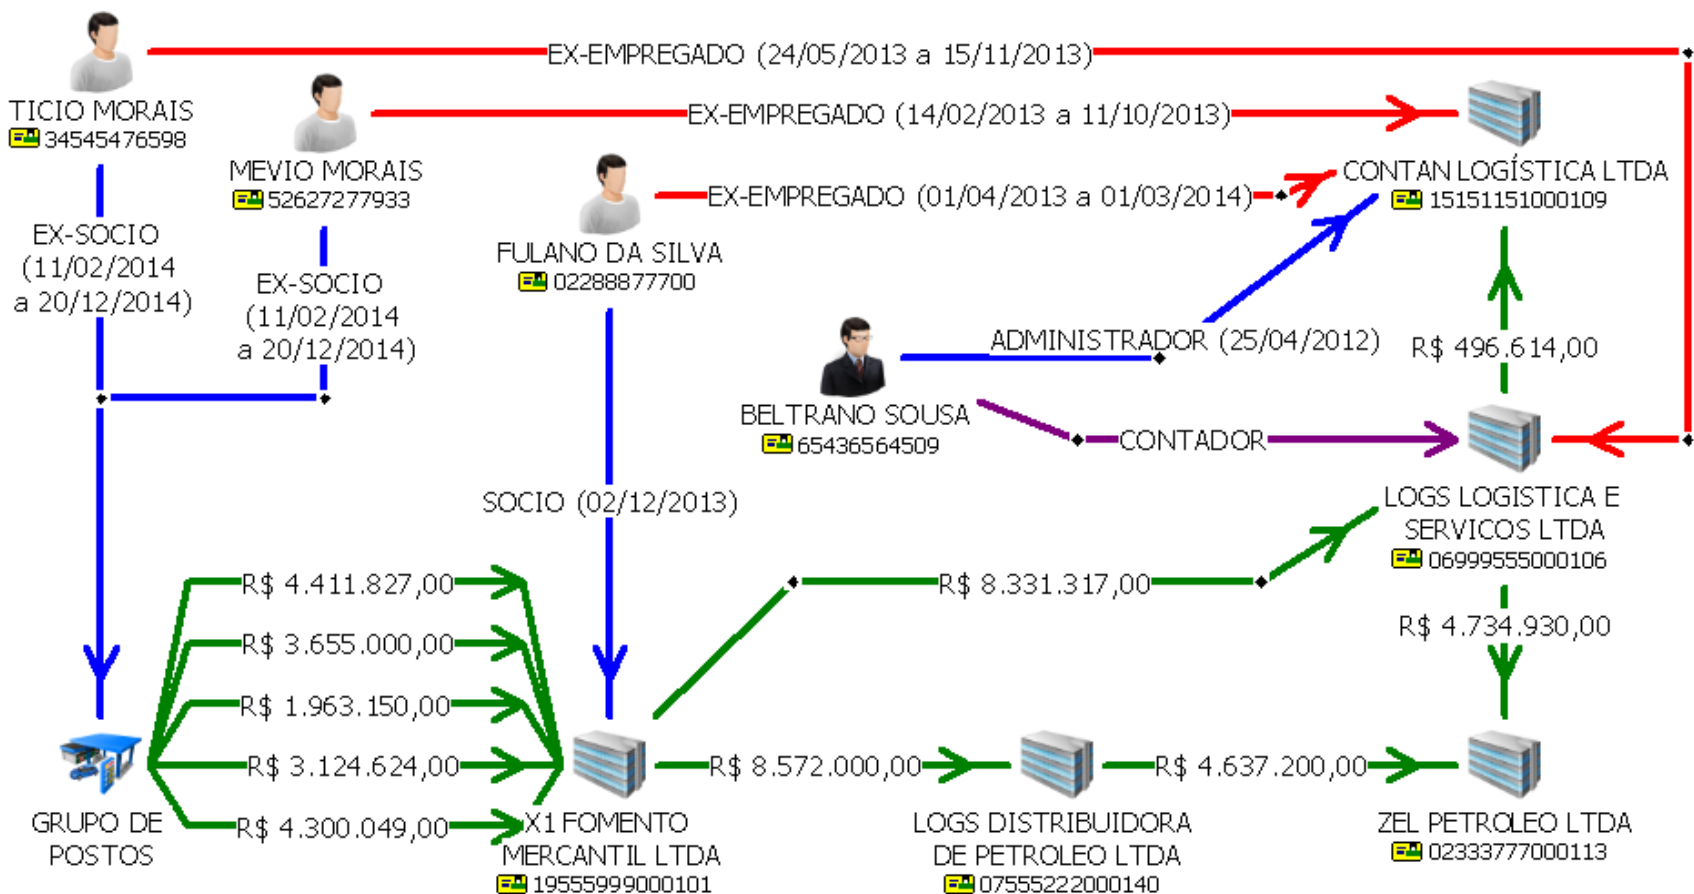 EX-EMPREGADO (24/05/2013 a 15/11/2013)
TICIO MORAIS
34545476598
EX-EMPREGADO (14/02/2013 a 11/10/2013)
MEVIO MORAIS
52627277933
CONTAN LOGÍSTICA LTDA
15151151000109
EX-EMPREGADO (01/04/2013 a 01/03/2014)
FULANO DA SILVA
02288877700
EX-SOCIO
(11/02/2014
a 20/12/2014)
EX-SOCIO
(11/02/2014
a 20/12/2014)
ADMINISTRADOR (25/04/2012)
R$ 496.614,00
BELTRANO SOUSA
65436564509
CONTADOR
LOGS LOGISTICA E
SERVICOS LTDA
06999555000106
SOCIO (02/12/2013)
R$ 4.411.827,00
R$ 8.331.317,00
R$ 4.734.930,00
R$ 3.655.000,00
R$ 1.963.150,00
R$ 3.124.624,00
R$ 8.572.000,00
R$ 4.637.200,00
R$ 4.300.049,00
GRUPO DE
POSTOS
X1 FOMENTO
MERCANTIL LTDA
19555999000101
LOGS DISTRIBUIDORA
DE PETROLEO LTDA
07555222000140
ZEL PETROLEO LTDA
02333777000113